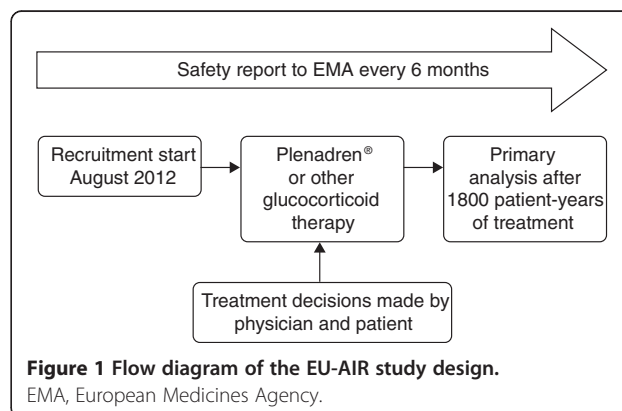 Safety report to EMA every 6 months
Recruitment start
August 2012
Plenadren®
or other
glucocorticoid
therapy
Primary
analysis after
1800 patient-years
of treatment
Treatment decisions made by
physician and patient
Figure 1 Flow diagram of the EU-AIR study design.
EMA, European Medicines Agency.